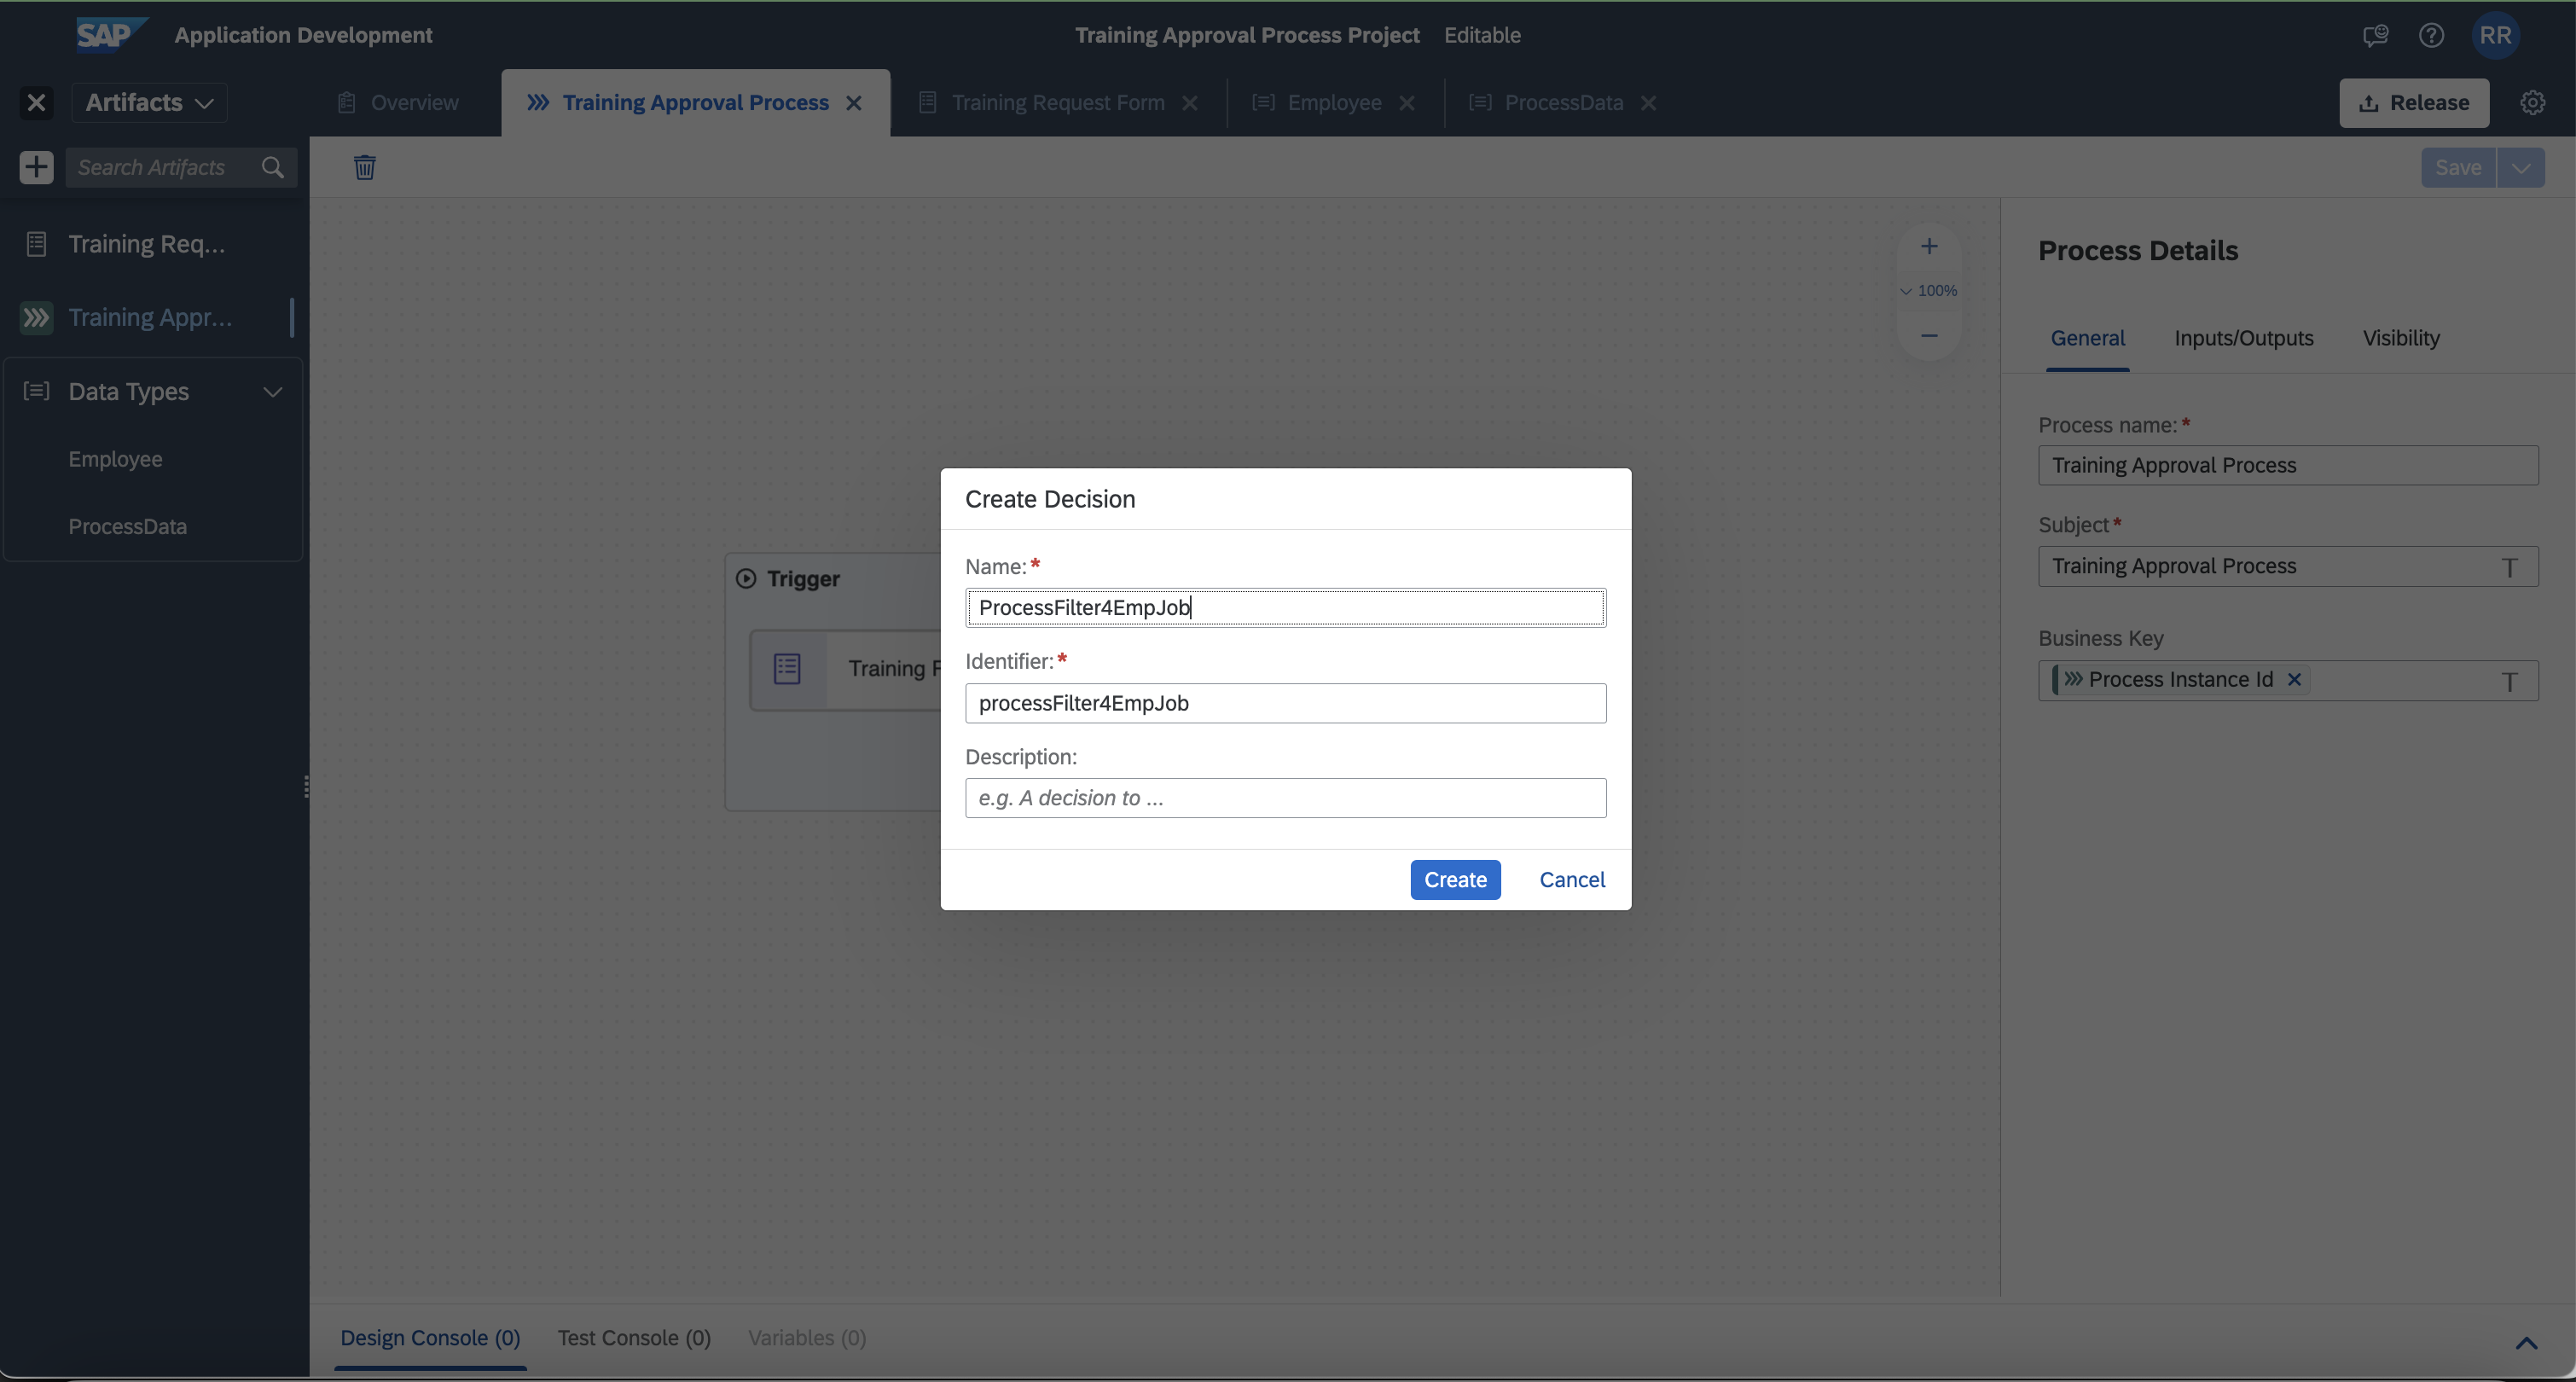 SAP
Application Development
Training Approval Process Project Editable
RR
Artifacts
Overview
Training Approval Process
Training Request Form
Employee
ProcessData
Release
Search Artifacts
Save
Training Req...
Training Appr...
Data Types
Employee
ProcessData
100%
Trigger
Training F
Create Decision
Name:*
ProcessFilter4EmpJob
Identifier:*
processFilter4EmpJob
Description:
e.g. A decision to ...
Create
Cancel
Process Details
General
Inputs/Outputs
Visibility
Process name:*
Training Approval Process
Subject*
Training Approval Process
T
Business Key
Process Instance Id
T
Design Console (0)
Test Console (0)
Variables (0)